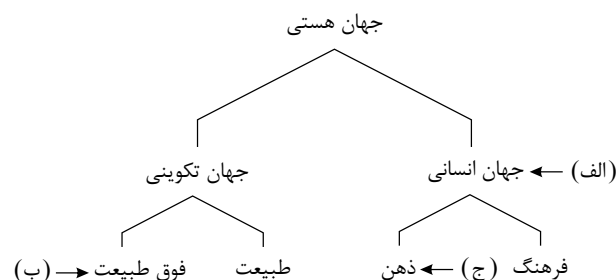 جهان هستی
(الف) جهان انسانی جهان تکوینی
فرهنگ (ج) ذهن طبیعت فوق طبیعت (ب)